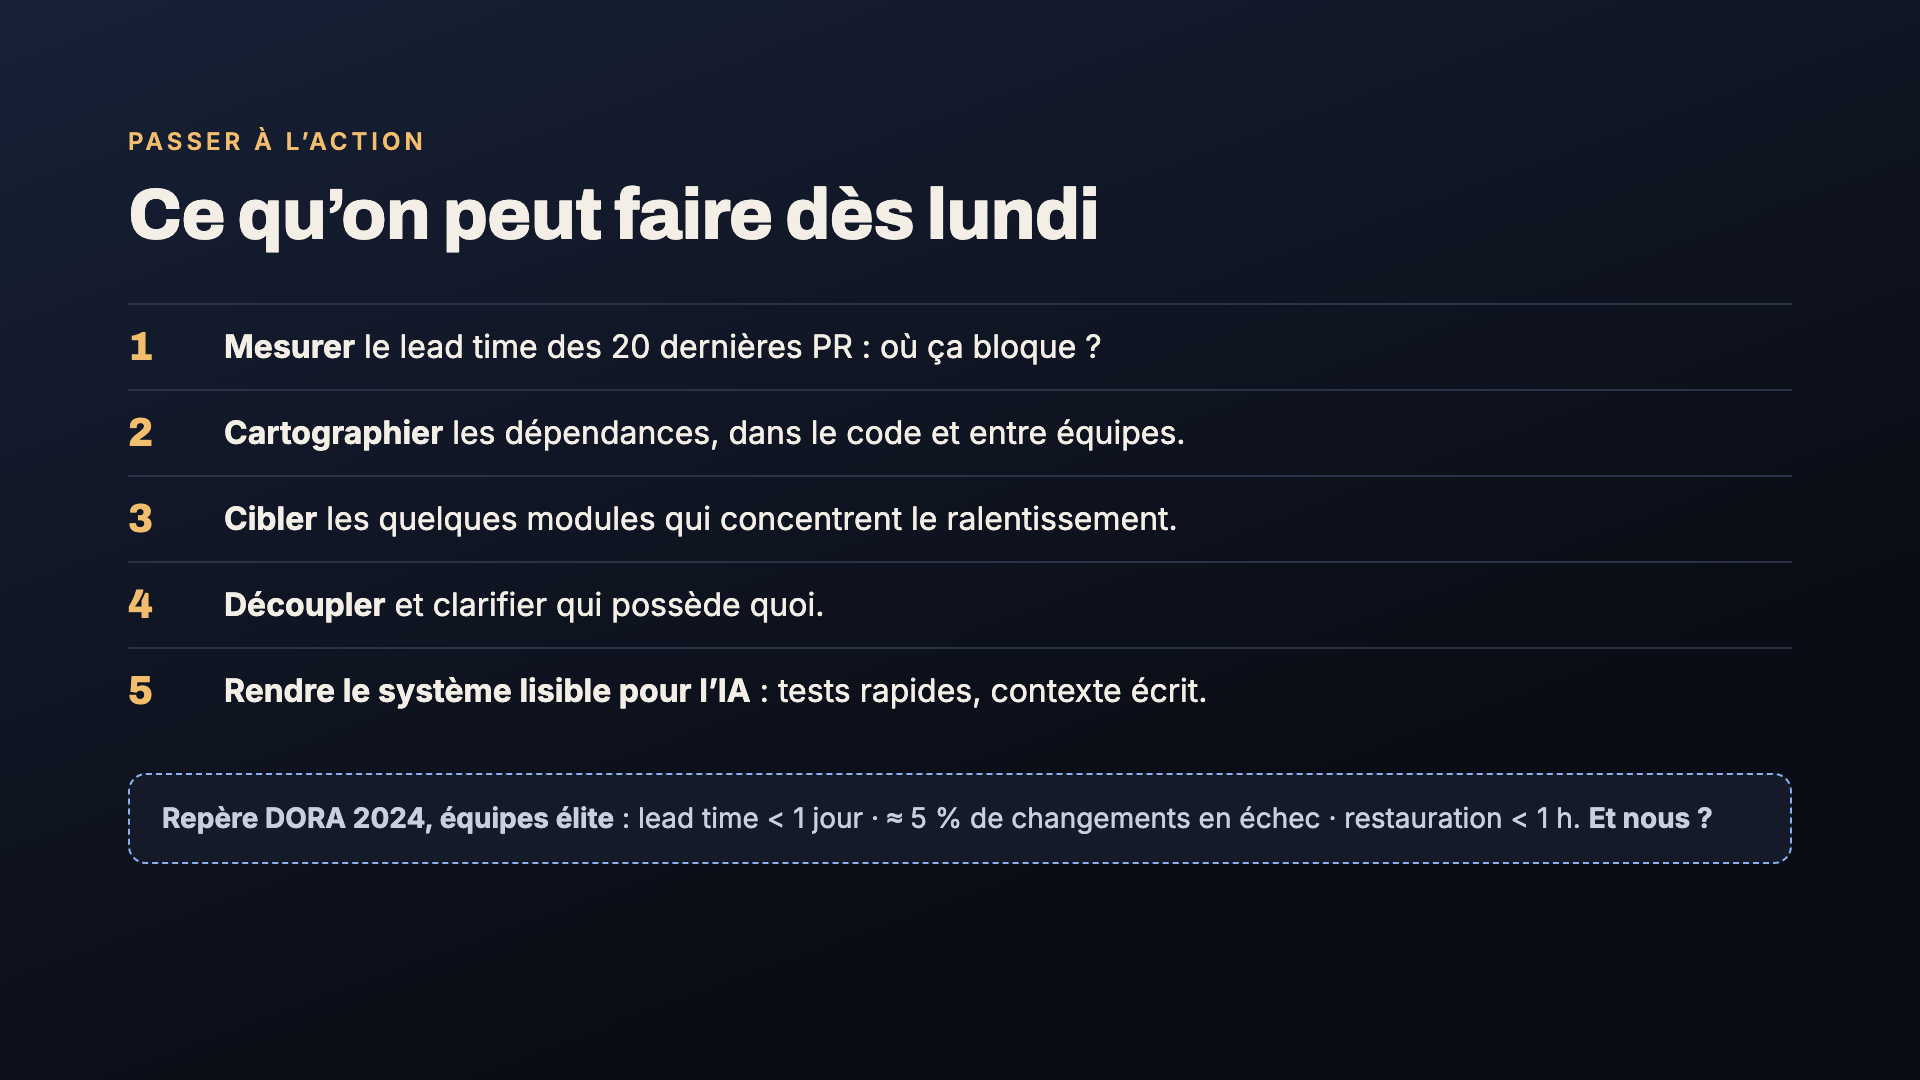 PASSER À L’ACTION
Ce qu’on peut faire dès lundi
1 Mesurer le lead time des 20 dernières PR : où ça bloque ?
2 Cartographier les dépendances, dans le code et entre équipes.
3 Cibler les quelques modules qui concentrent le ralentissement.
4 Découpler et clarifier qui possède quoi.
5 Rendre le système lisible pour l’IA : tests rapides, contexte écrit.
Repère DORA 2024, équipes élite : lead time < 1 jour · ≈ 5 % de changements en échec · restauration < 1 h. Et nous ?